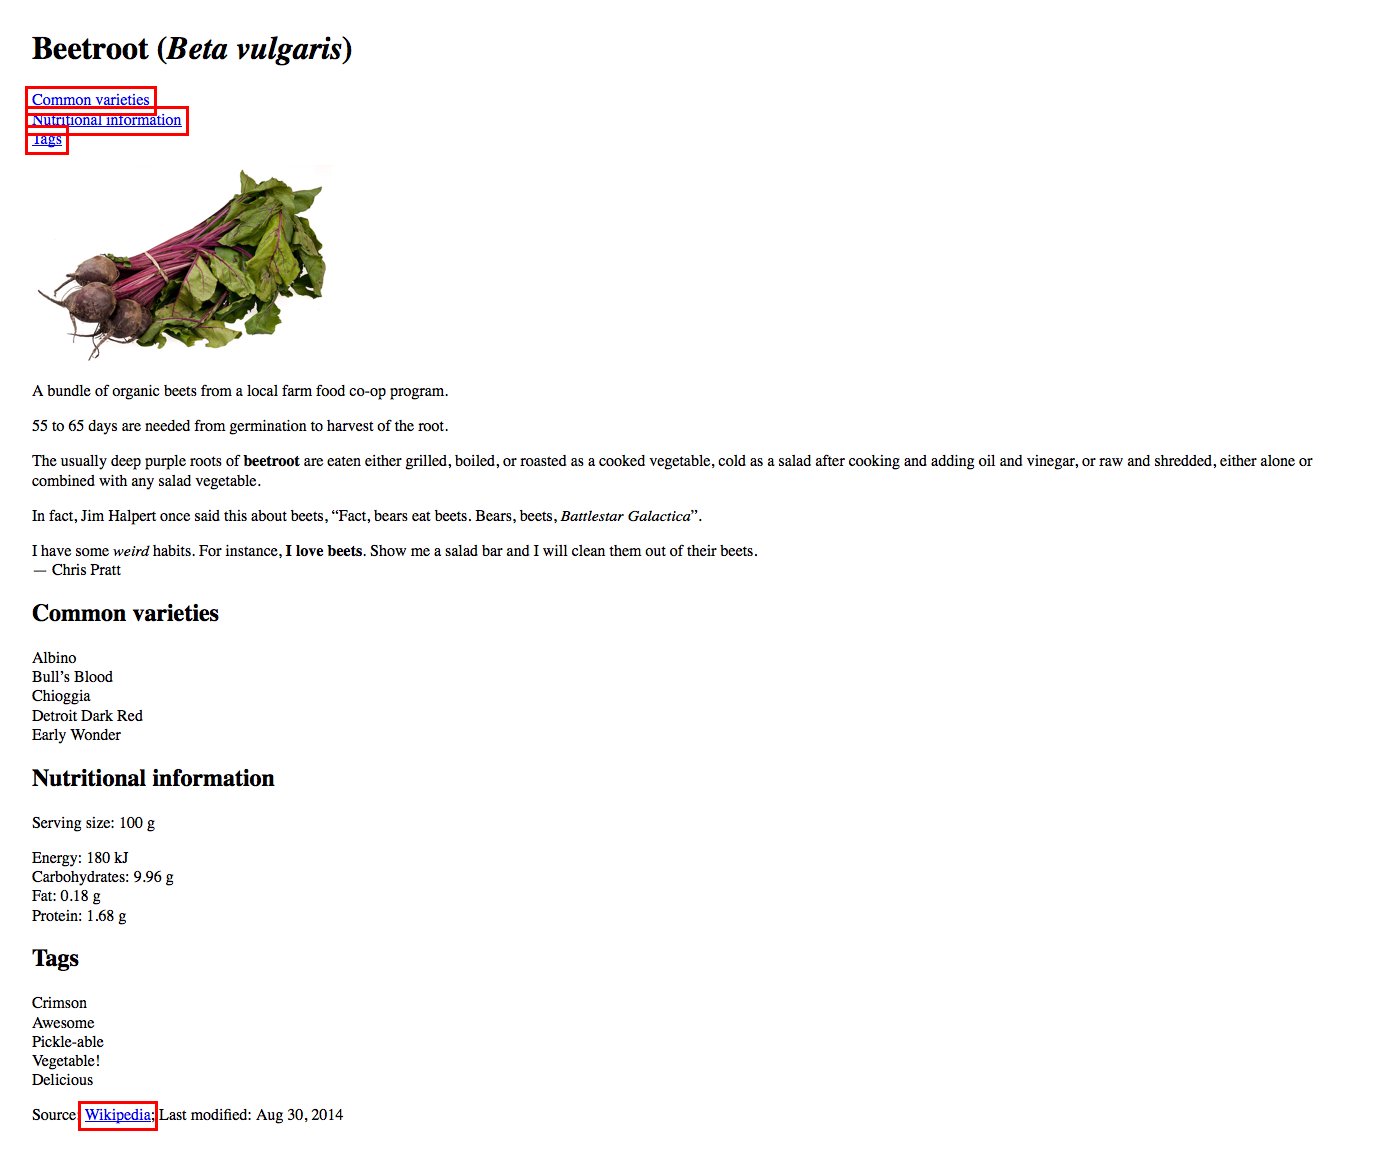 Beetroot (Beta vulgaris)
Common varieties
Nutritional information
Tags
A bundle of organic beets from a local farm food co-op program.
55 to 65 days are needed from germination to harvest of the root.
The usually deep purple roots of beetroot are eaten either grilled, boiled, or roasted as a cooked vegetable, cold as a salad after cooking and adding oil and vinegar, or raw and shredded, either alone or
combined with any salad vegetable.
In fact, Jim Halpert once said this about beets, “Fact, bears eat beets. Bears, beets, Battlestar Galactica”.
I have some weird habits. For instance, I love beets. Show me a salad bar and I will clean them out of their beets.
— Chris Pratt
Common varieties
Albino
Bull’s Blood
Chioggia
Detroit Dark Red
Early Wonder
Nutritional information
Serving size: 100 g
Energy: 180 kJ
Carbohydrates: 9.96 g
Fat: 0.18 g
Protein: 1.68 g
Tags
Crimson
Awesome
Pickle-able
Vegetable!
Delicious
Source: Wikipedia; Last modified: Aug 30, 2014